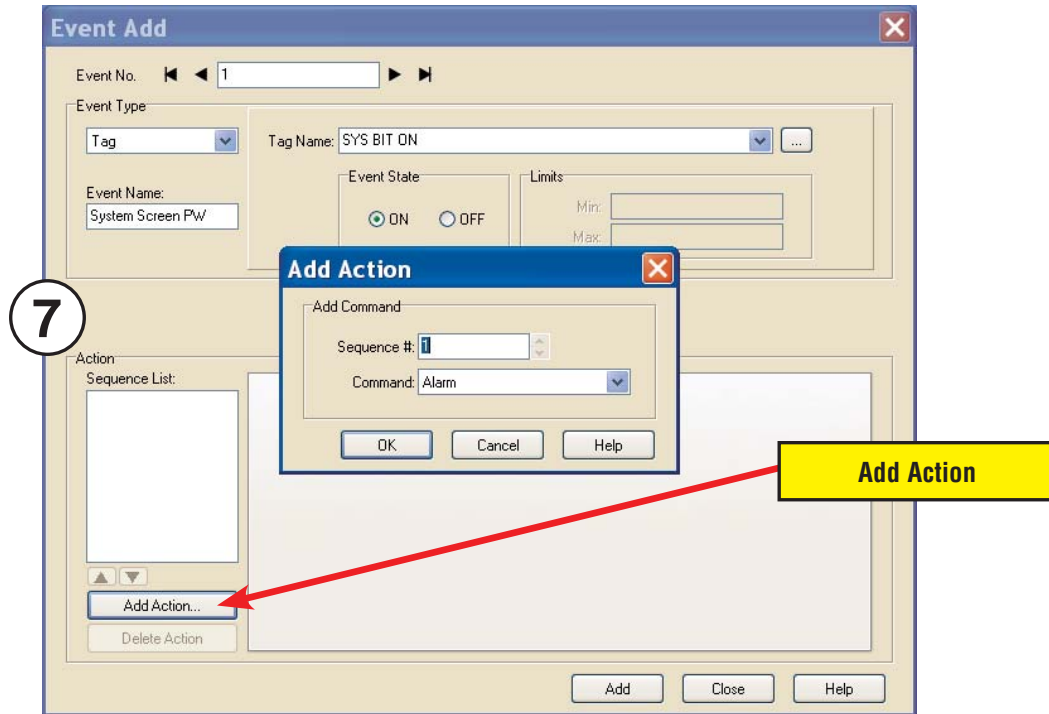 Event Add
Event No. 1
Event Type
Tag
Tag Name: SYS BIT ON ...
Event State
Limits
Event Name:
System Screen PW
ON OFF
Min:
Max:
Add Action
Add Command
7
Sequence #: 1
Action
Sequence List:
Command: Alarm
OK Cancel Help
Add Action
Add Action...
Delete Action
Add Close Help